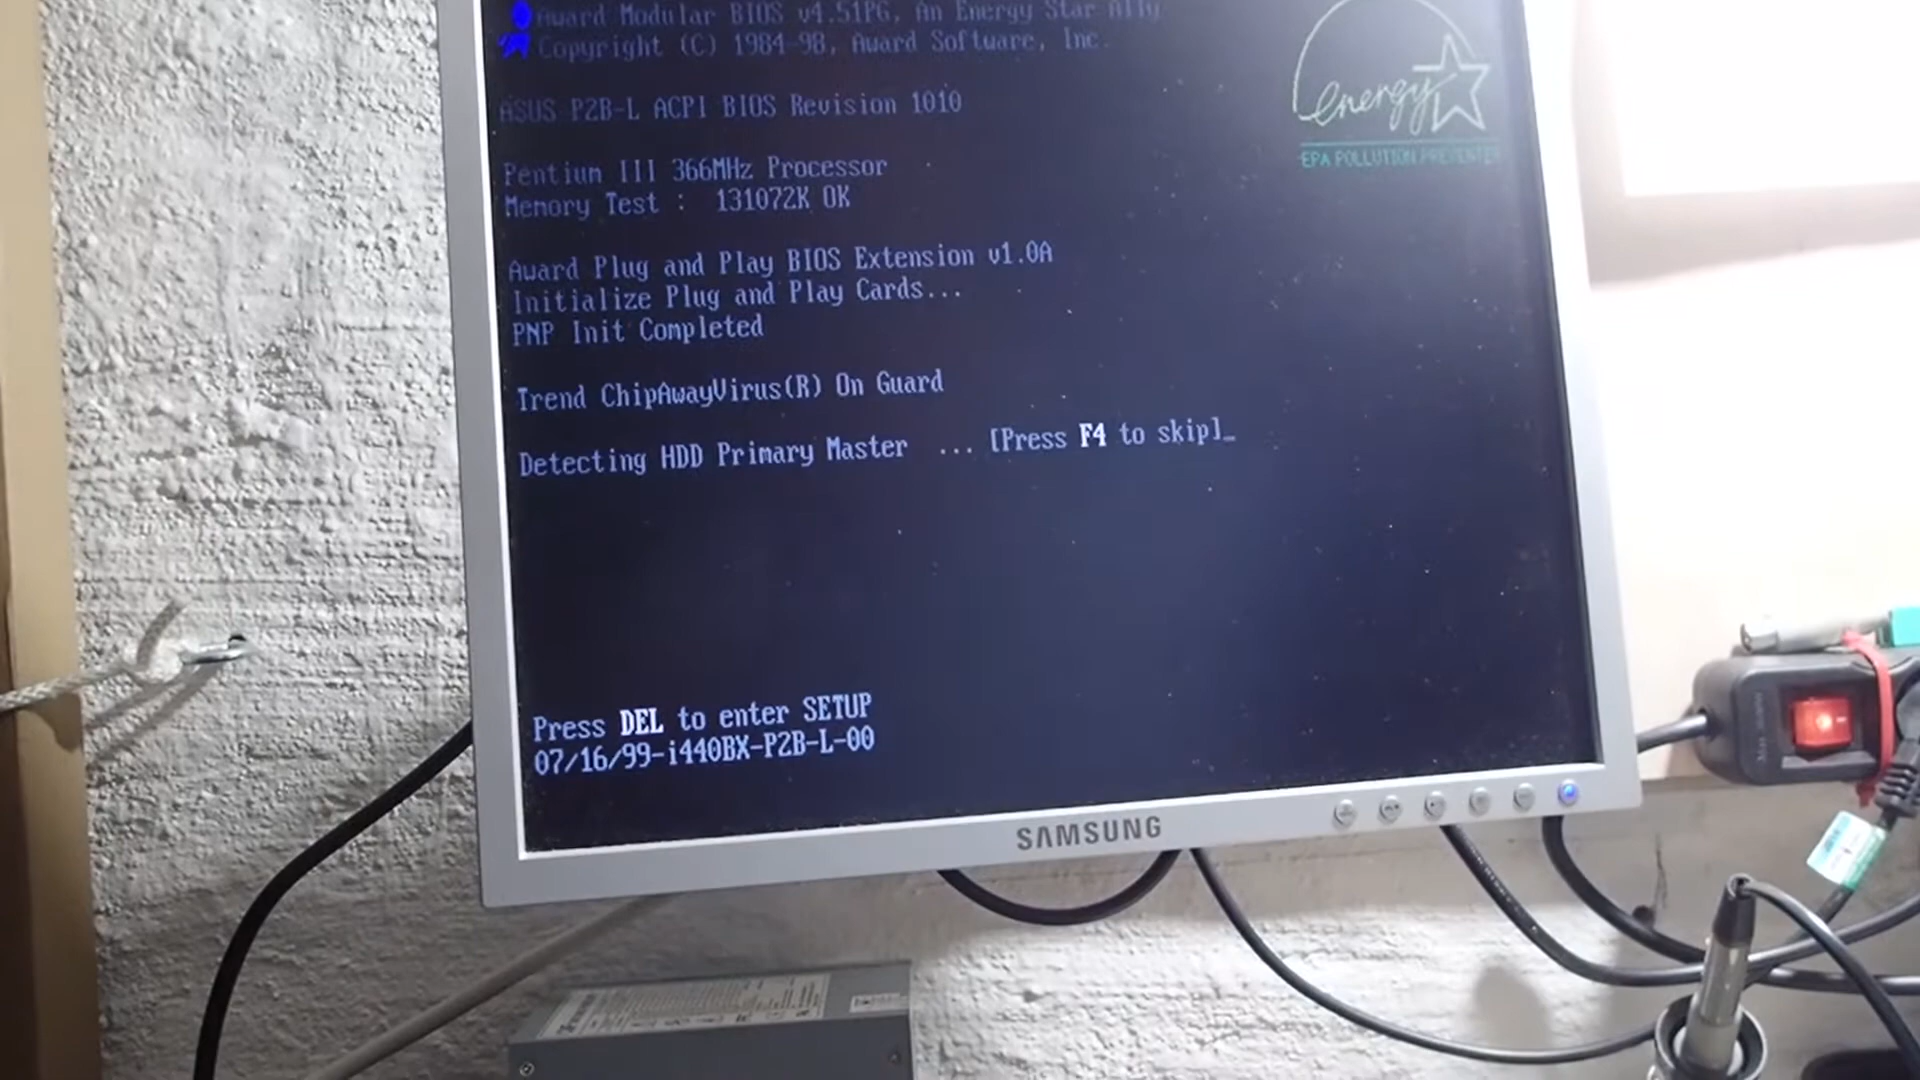 Award Modular BIOS v4.51PG, An Energy Star Ally
Copyright (C) 1984-98, Award Software, Inc.
energy
EPA POLLUTION PREVENTER
ASUS P2B-L ACPI BIOS Revision 1010
Pentium III 366MHz Processor
Memory Test : 131072K OK
Award Plug and Play BIOS Extension v1.0A
Initialize Plug and Play Cards...
PNP Init Completed
Trend ChipAwayVirus(R) On Guard
Detecting HDD Primary Master ... [Press F4 to skip]_
Press DEL to enter SETUP
07/16/99-i440BX-P2B-L-00
SAMSUNG